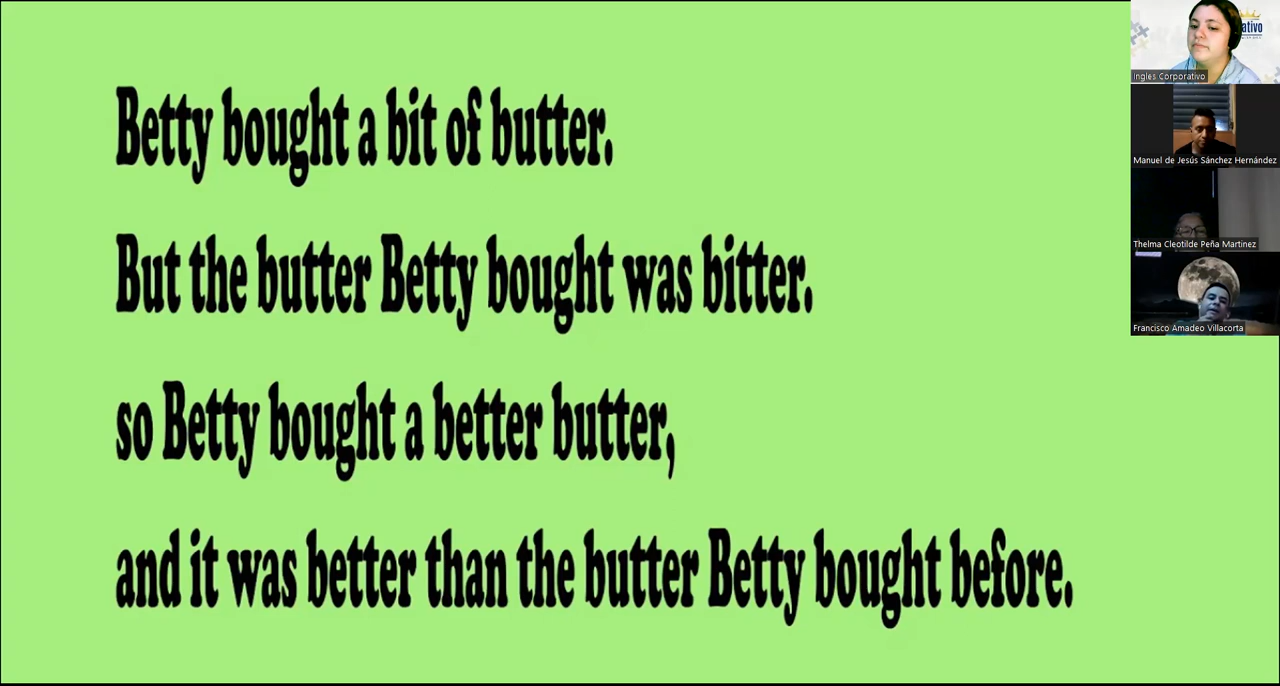 Betty bought a bit of butter.
But the butter Betty bought was bitter.
so Betty bought a better butter,
and it was better than the butter Betty bought before.
ativo
Ingles Corporativo
Manuel de Jesús Sánchez Hernández
Thelma Cleotilde Peña Martinez
Francisco Amadeo Villacorta